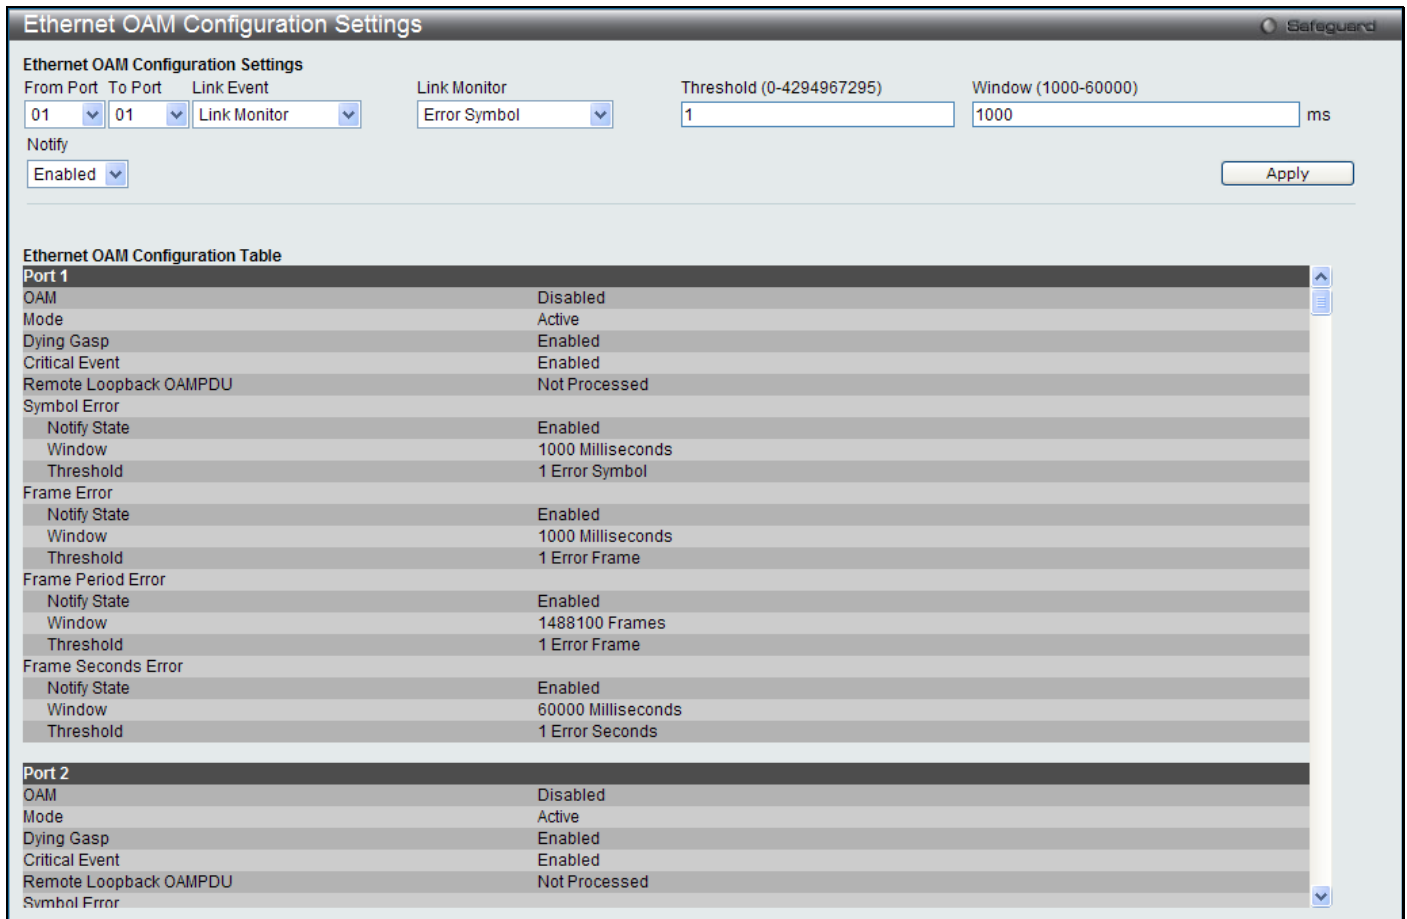 Ethernet OAM Configuration Settings
Safeguard
Ethernet OAM Configuration Settings
From Port To Port Link Event Link Monitor Threshold (0-4294967295) Window (1000-60000)
01 01 Link Monitor Error Symbol 1 1000 ms
Notify
Enabled Apply
Ethernet OAM Configuration Table
Port 1
OAM Disabled
Mode Active
Dying Gasp Enabled
Critical Event Enabled
Remote Loopback OAMPDU Not Processed
Symbol Error
Notify State Enabled
Window 1000 Milliseconds
Threshold 1 Error Symbol
Frame Error
Notify State Enabled
Window 1000 Milliseconds
Threshold 1 Error Frame
Frame Period Error
Notify State Enabled
Window 1488100 Frames
Threshold 1 Error Frame
Frame Seconds Error
Notify State Enabled
Window 60000 Milliseconds
Threshold 1 Error Seconds
Port 2
OAM Disabled
Mode Active
Dying Gasp Enabled
Critical Event Enabled
Remote Loopback OAMPDU Not Processed
Symbol Error